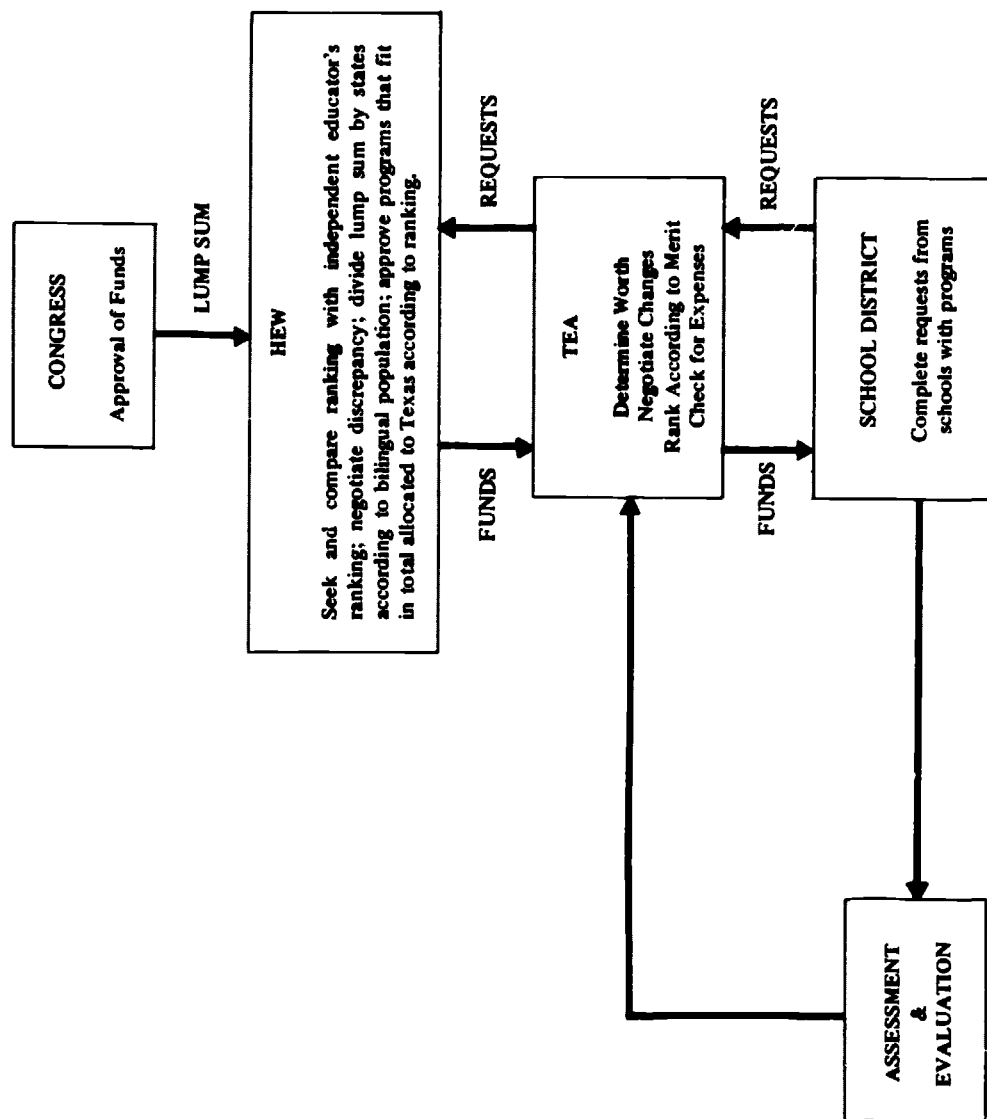 CONGRESS
Approval of Funds
LUMP SUM
HEW
Seek and compare ranking with independent educator's
ranking; negotiate discrepancy; divide lump sum by states
according to bilingual population; approve programs that fit
in total allocated to Texas according to ranking.
FUNDS
REQUESTS
TEA
Determine Worth
Negotiate Changes
Rank According to Merit
Check for Expenses
FUNDS
REQUESTS
SCHOOL DISTRICT
Complete requests from
schools with programs
ASSESSMENT
&
EVALUATION